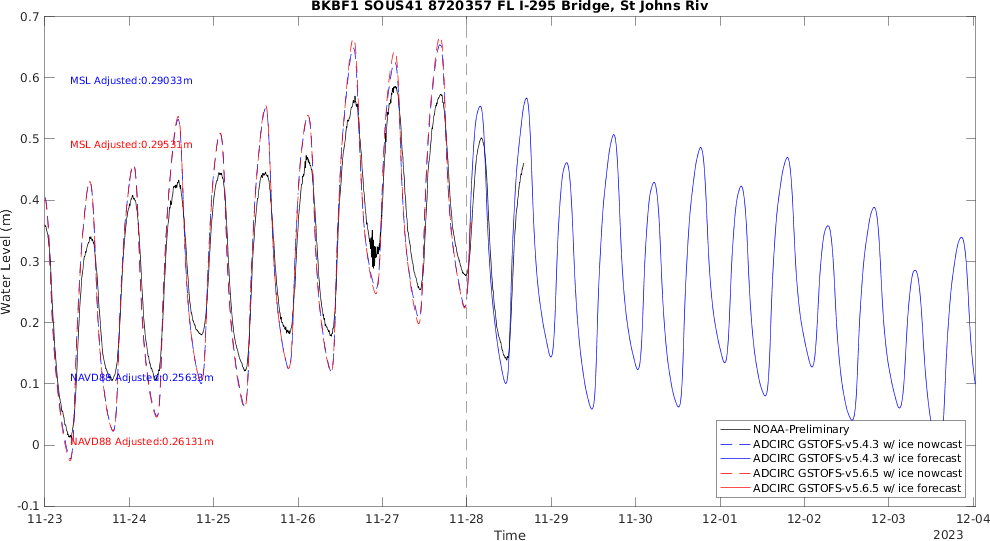 BKBF1 SOUS41 8720357 FL I-295 Bridge, St Johns Riv
0.7
0.6
0.5
0.4
0.3
0.2
0.1
0
-0.1
Water Level (m)
MSL Adjusted:0.29033m
MSL Adjusted:0.29531m
NAVD88 Adjusted:0.25633m
NAVD88 Adjusted:0.26131m
NOAA-Preliminary
ADCIRC GSTOFS-v5.4.3 w/ ice nowcast
ADCIRC GSTOFS-v5.4.3 w/ ice forecast
ADCIRC GSTOFS-v5.6.5 w/ ice nowcast
ADCIRC GSTOFS-v5.6.5 w/ ice forecast
11-23 11-24 11-25 11-26 11-27 11-28 11-29 11-30 12-01 12-02 12-03 12-04
Time
2023